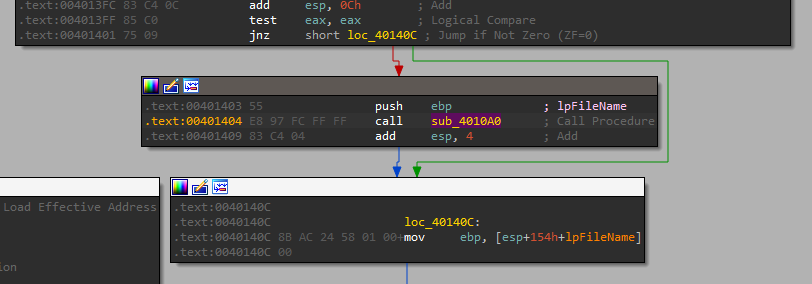 .text:004013FC 83 C4 0C add esp, 0Ch ; Add
.text:004013FF 85 C0 test eax, eax ; Logical Compare
.text:00401401 75 09 jnz short loc_40140C ; Jump if Not Zero (ZF=0)
.text:00401403 55 push ebp ; lpFileName
.text:00401404 E8 97 FC FF FF call sub_4010A0 ; Call Procedure
.text:00401409 83 C4 04 add esp, 4 ; Add
Load Effective Address
ion
.text:0040140C
.text:0040140C loc_40140C:
.text:0040140C 8B AC 24 58 01 00+mov ebp, [esp+154h+lpFileName]
.text:0040140C 00